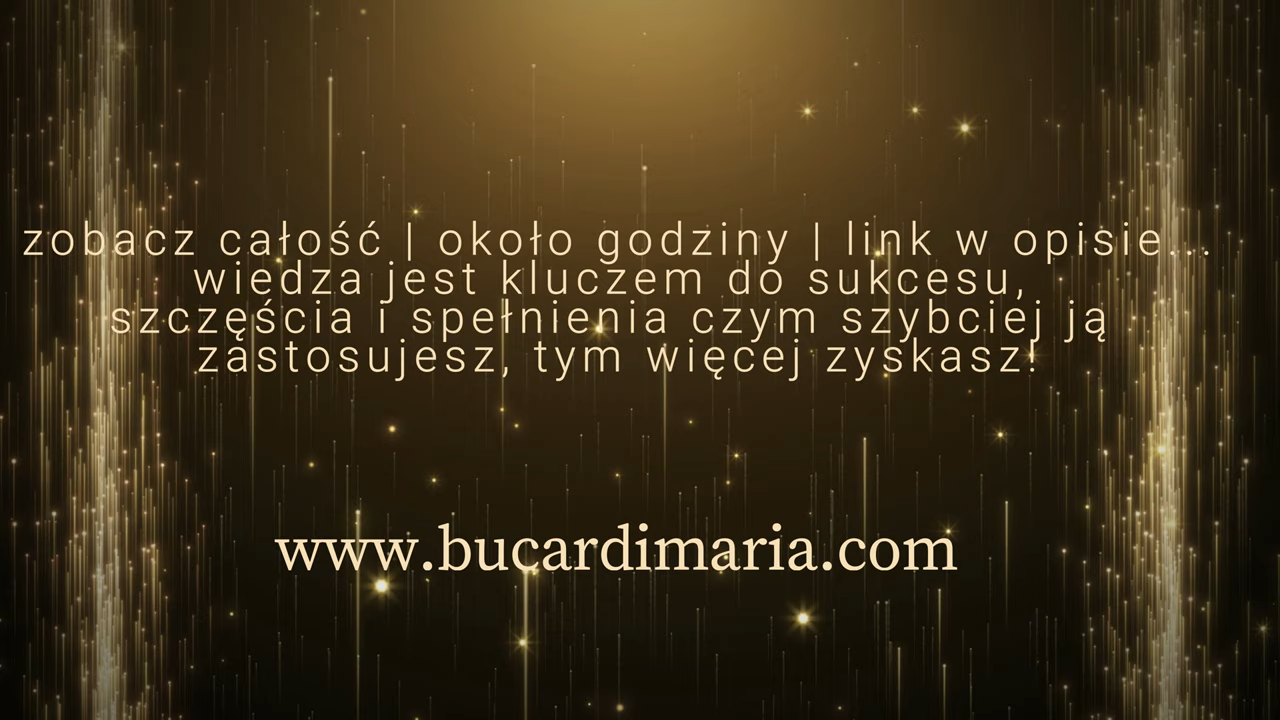 zobacz całość | około godziny | link w opisie...
wiedza jest kluczem do sukcesu,
szczęścia i spełnienia czym szybciej ją
zastosujesz, tym więcej zyskasz!
www.bucardimaria.com